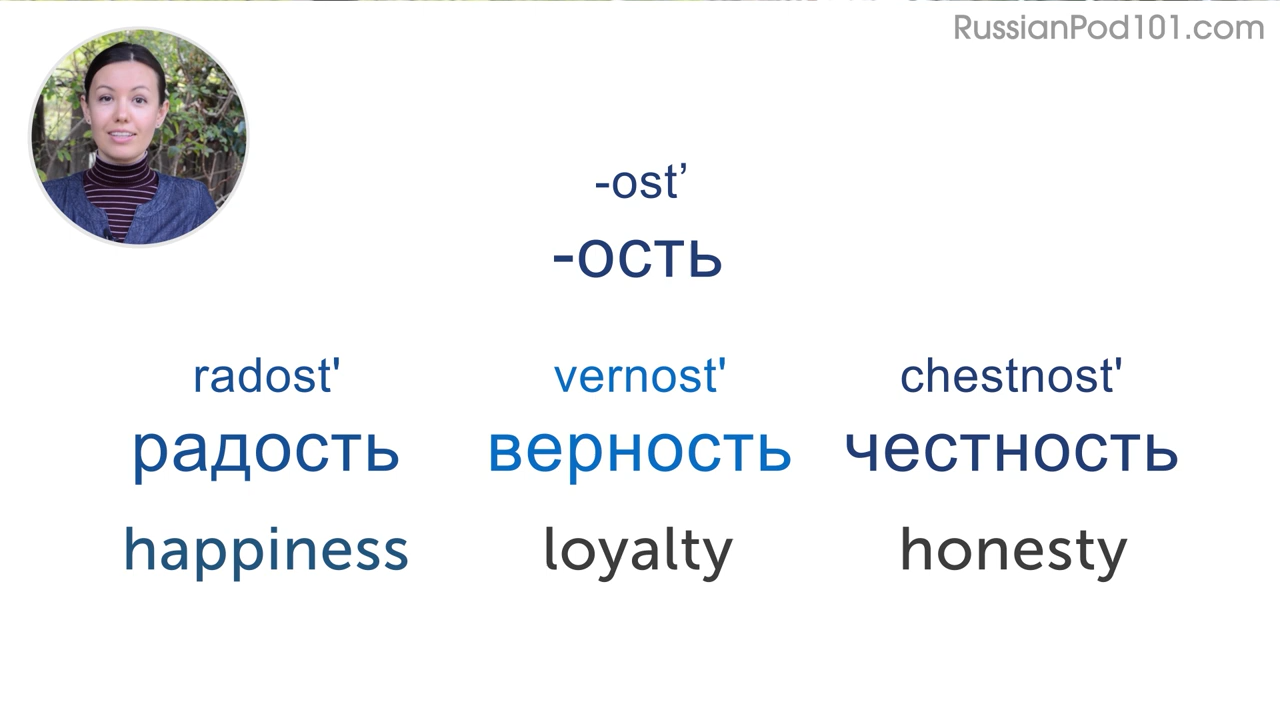 RussianPod101.com
-ost’
-ость
radost' vernost' chestnost'
радость верность честность
happiness loyalty honesty